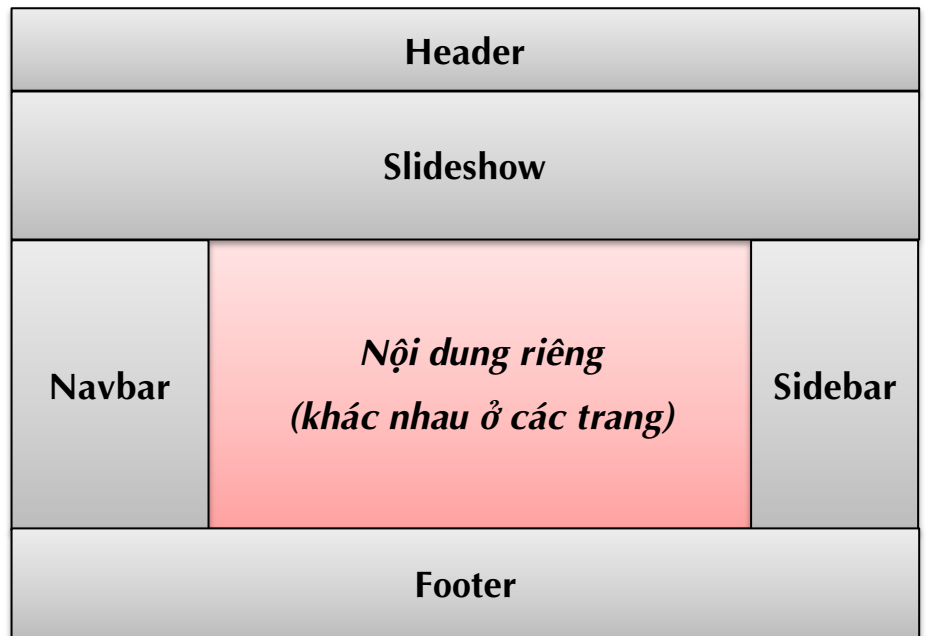 Header
Slideshow
Navbar
Nội dung riêng
(khác nhau ở các trang)
Sidebar
Footer